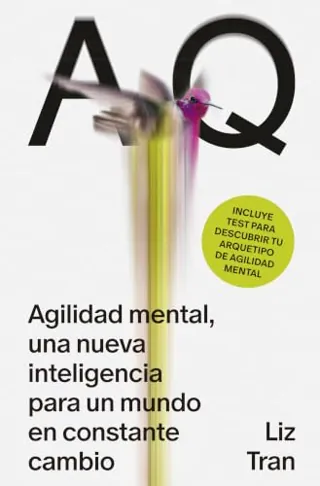 AQ
INCLUYE
TEST PARA
DESCUBRIR TU
ARQUETIPO
DE AGILIDAD
MENTAL
Agilidad mental,
una nueva
inteligencia
para un mundo
en constante
cambio
Liz
Tran